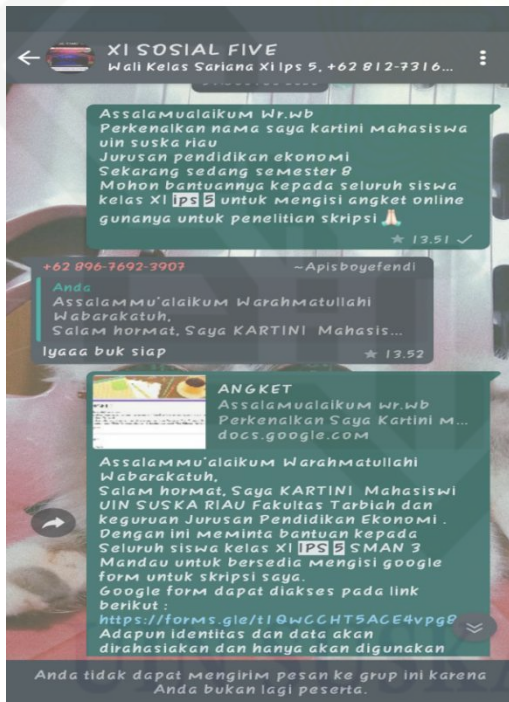 XI SOSIAL FIVE
Wali Kelas Sariana Xi Ips 5, +62 812-7316...
Assalamualaikum Wr.wb
Perkenalkan nama saya kartini mahasiswa
uin suska riau
Jurusan pendidikan ekonomi
Sekarang sedang semester 8
Mohon bantuannya kepada seluruh siswa
kelas XI ips 5 untuk mengisi angket online
gunanya untuk penelitian skripsi 🙏🏻
★ 13.51 ✓
+62 896-7692-3907 ~Apisboyefendi
Anda
Assalammu'alaikum Warahmatullahi
Wabarakatuh,
Salam hormat, Saya KARTINI Mahasis...
Iyaaa buk siap
★ 13.52
ANGKET
Assalamualaikum wr.wb
Perkenalkan Saya Kartini M...
docs.google.com
Assalammu'alaikum Warahmatullahi
Wabarakatuh,
Salam hormat, Saya KARTINI Mahasiswi
UIN SUSKA RIAU Fakultas Tarbiah dan
keguruan Jurusan Pendidikan Ekonomi .
Dengan ini meminta bantuan kepada
Seluruh siswa kelas XI IPS 5 SMAN 3
Mandau untuk bersedia mengisi google
form untuk skripsi saya.
Google form dapat diakses pada link
berikut :
Adapun identitas dan data akan
dirahasiakan dan hanya akan digunakan
Anda tidak dapat mengirim pesan ke grup ini karena
Anda bukan lagi peserta.
UIN SUSKA